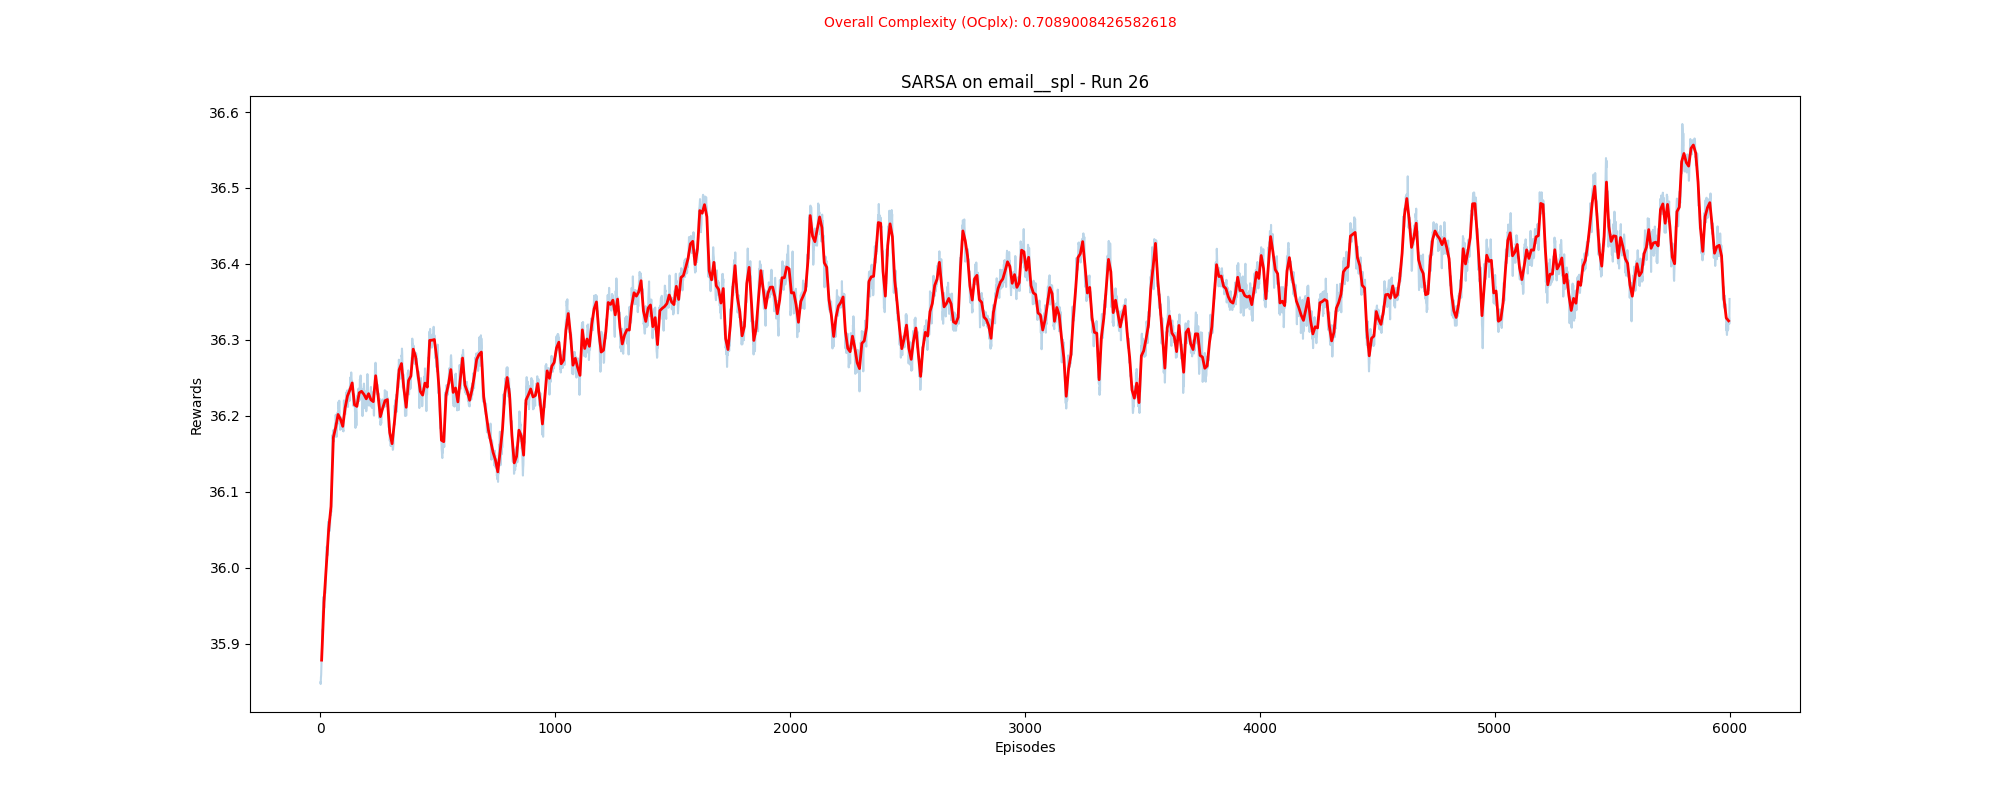 Overall Complexity (OCplx): 0.7089008426582618
SARSA on email__spl - Run 26
36.6
36.5
36.4
36.3
36.2
36.1
36.0
35.9
Rewards
0 1000 2000 3000 4000 5000 6000
Episodes